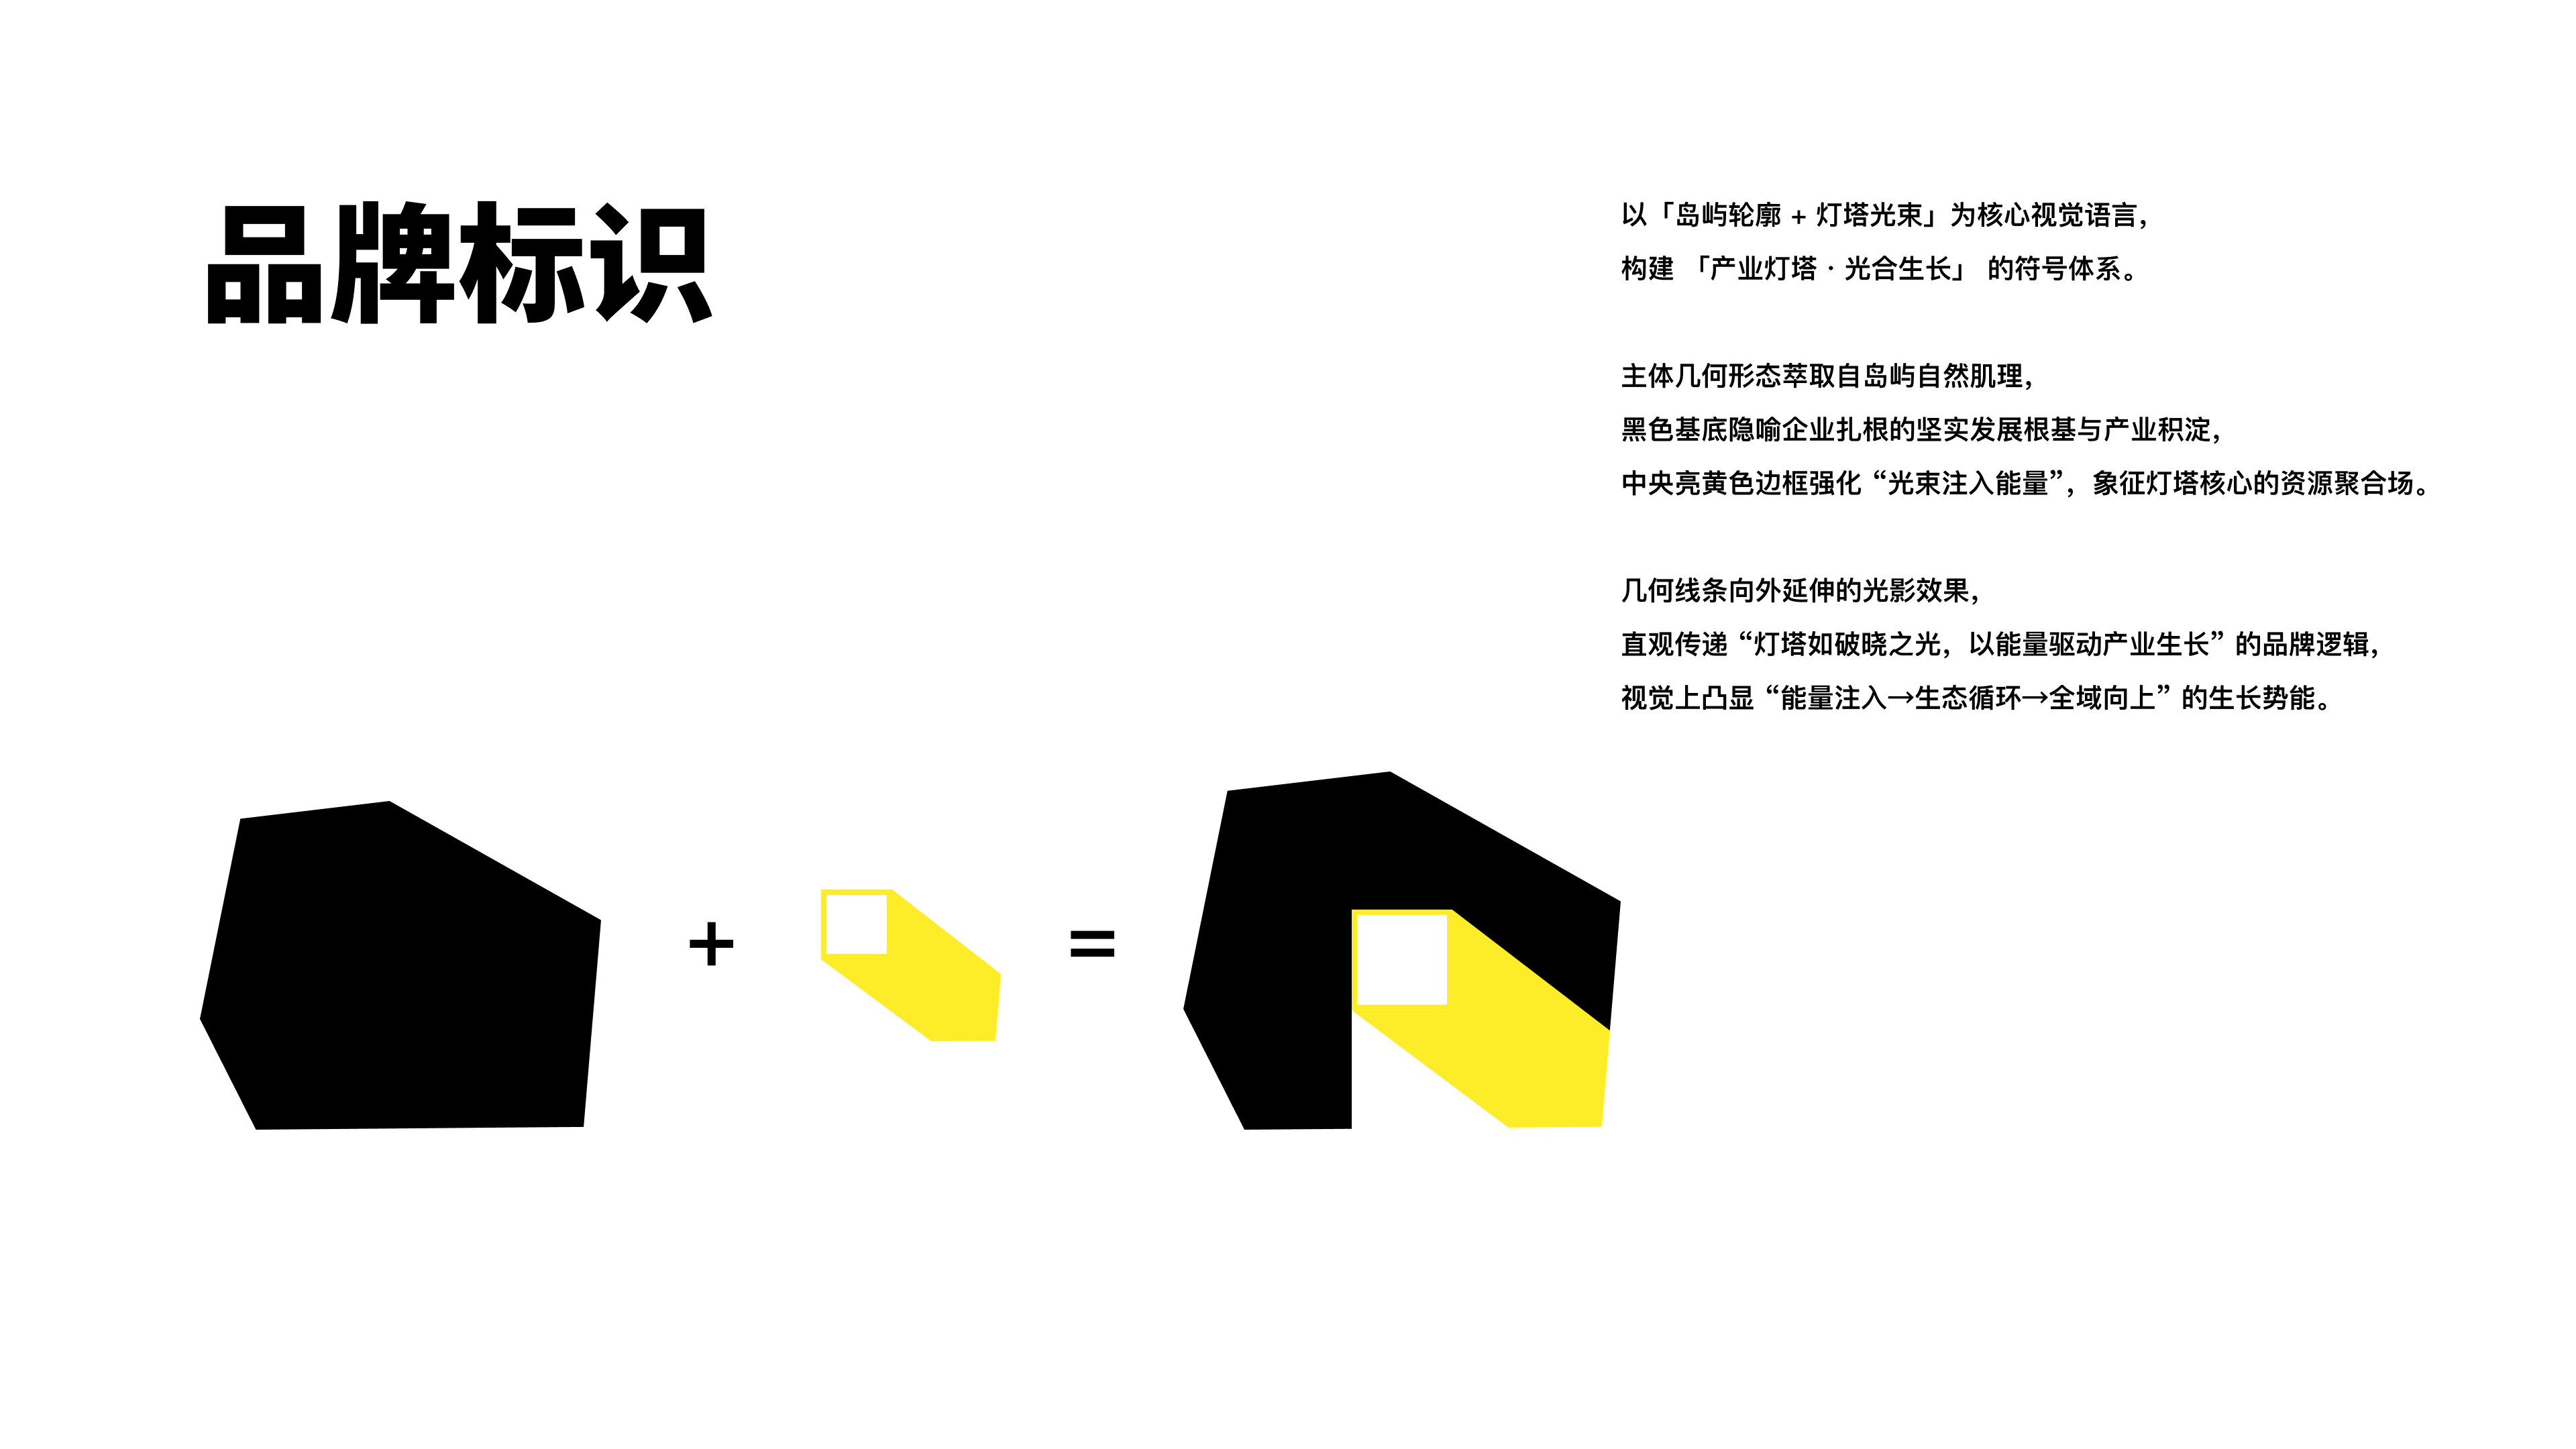 品牌标识
以「岛屿轮廓 + 灯塔光束」为核心视觉语言，
构建 「产业灯塔 · 光合生长」 的符号体系。
主体几何形态萃取自岛屿自然肌理，
黑色基底隐喻企业扎根的坚实发展根基与产业积淀，
中央亮黄色边框强化 “光束注入能量”，象征灯塔核心的资源聚合场。
几何线条向外延伸的光影效果，
直观传递 “灯塔如破晓之光，以能量驱动产业生长” 的品牌逻辑，
视觉上凸显 “能量注入→生态循环→全域向上” 的生长势能。
+ =